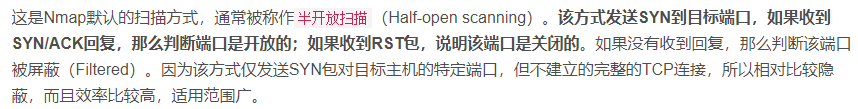 这是Nmap默认的扫描方式，通常被称作 半开放扫描 （Half-open scanning）。该方式发送SYN到目标端口，如果收到
SYN/ACK回复，那么判断端口是开放的；如果收到RST包，说明该端口是关闭的。如果没有收到回复，那么判断该端口
被屏蔽（Filtered）。因为该方式仅发送SYN包对目标主机的特定端口，但不建立的完整的TCP连接，所以相对比较隐
蔽，而且效率比较高，适用范围广。